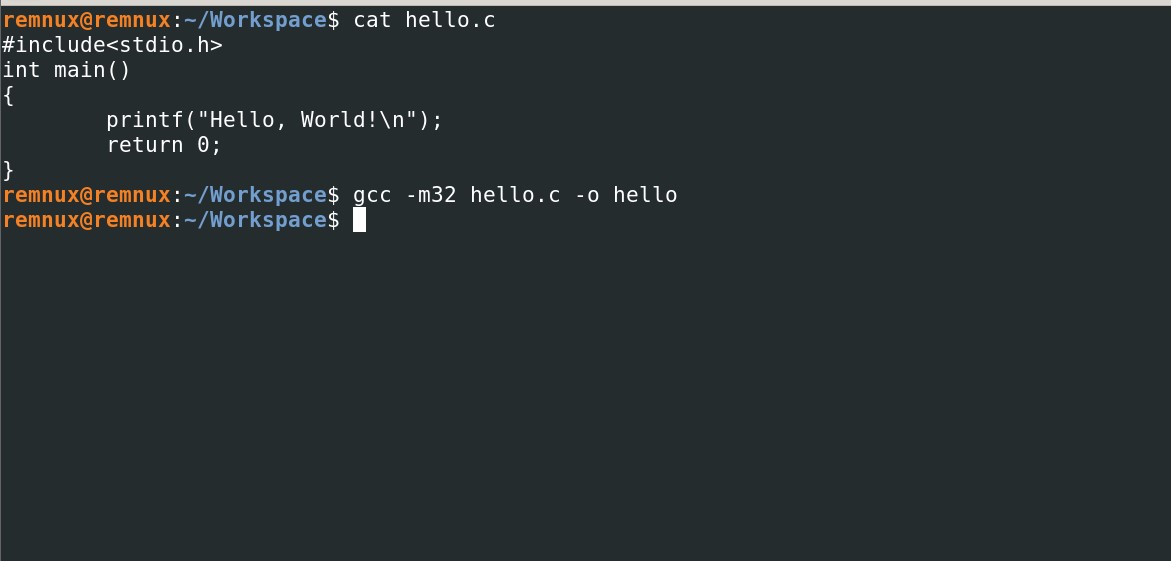 remnux@remnux:~/Workspace$ cat hello.c
#include<stdio.h>
int main()
{
        printf("Hello, World!\n");
        return 0;
}
remnux@remnux:~/Workspace$ gcc -m32 hello.c -o hello
remnux@remnux:~/Workspace$